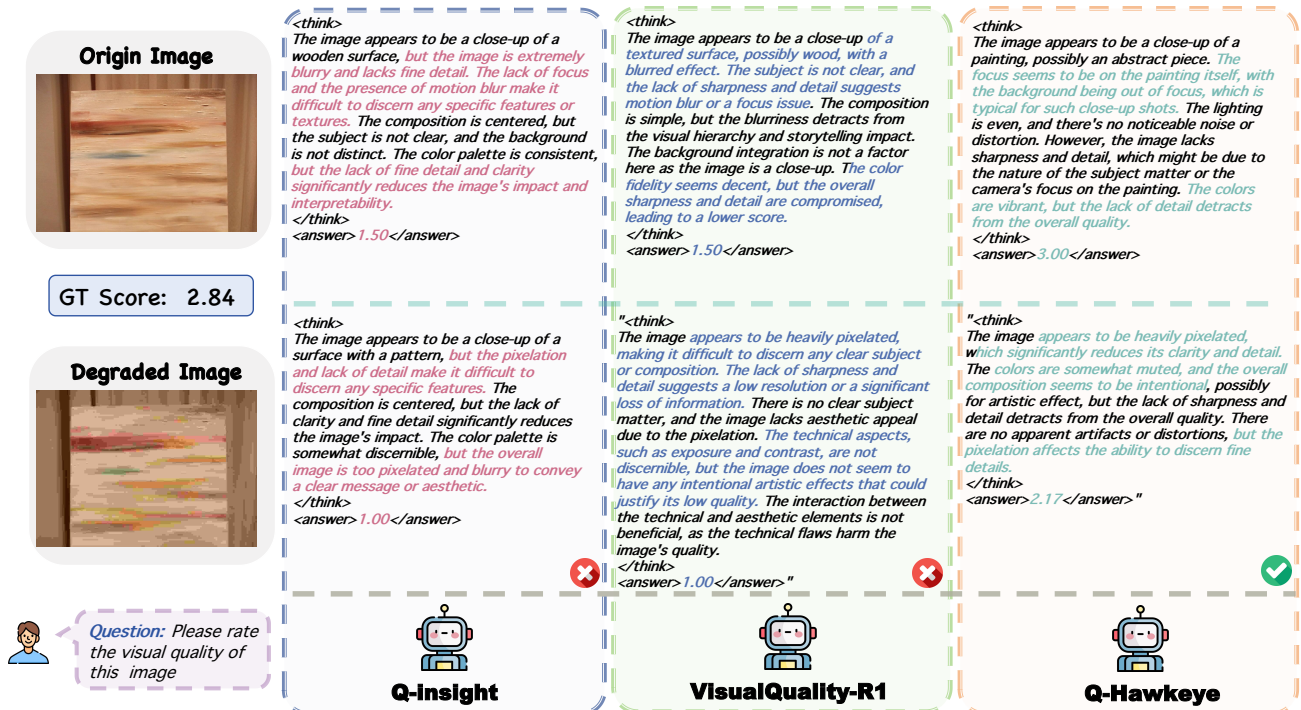 Origin Image
GT Score: 2.84
Degraded Image
Question: Please rate
the visual quality of
this image
<think>
The image appears to be a close-up of a
wooden surface, but the image is extremely
blurry and lacks fine detail. The lack of focus
and the presence of motion blur make it
difficult to discern any specific features or
textures. The composition is centered, but
the subject is not clear, and the background
is not distinct. The color palette is consistent,
but the lack of fine detail and clarity
significantly reduces the image's impact and
interpretability.
</think>
<answer>1.50</answer>
<think>
The image appears to be a close-up of a
surface with a pattern, but the pixelation
and lack of detail make it difficult to
discern any specific features. The
composition is centered, but the lack of
clarity and fine detail significantly reduces
the image's impact. The color palette is
somewhat discernible, but the overall
image is too pixelated and blurry to convey
a clear message or aesthetic.
</think>
<answer>1.00</answer>
Q-insight
<think>
The image appears to be a close-up of a
textured surface, possibly wood, with a
blurred effect. The subject is not clear, and
the lack of sharpness and detail suggests
motion blur or a focus issue. The composition
is simple, but the blurriness detracts from
the visual hierarchy and storytelling impact.
The background integration is not a factor
here as the image is a close-up. The color
fidelity seems decent, but the overall
sharpness and detail are compromised,
leading to a lower score.
</think>
<answer>1.50</answer>
"<think>
The image appears to be heavily pixelated,
making it difficult to discern any clear subject
or composition. The lack of sharpness and
detail suggests a low resolution or a significant
loss of information. There is no clear subject
matter, and the image lacks aesthetic appeal
due to the pixelation. The technical aspects,
such as exposure and contrast, are not
discernible, but the image does not seem to
have any intentional artistic effects that could
justify its low quality. The interaction between
the technical and aesthetic elements is not
beneficial, as the technical flaws harm the
image's quality.
</think>
<answer>1.00</answer>"
VisualQuality-R1
<think>
The image appears to be a close-up of a
painting, possibly an abstract piece. The
focus seems to be on the painting itself, with
the background being out of focus, which is
typical for such close-up shots. The lighting
is even, and there's no noticeable noise or
distortion. However, the image lacks
sharpness and detail, which might be due to
the nature of the subject matter or the
camera's focus on the painting. The colors
are vibrant, but the lack of detail detracts
from the overall quality.
</think>
<answer>3.00</answer>
"<think>
The image appears to be heavily pixelated,
which significantly reduces its clarity and detail.
The colors are somewhat muted, and the overall
composition seems to be intentional, possibly
for artistic effect, but the lack of sharpness and
detail detracts from the overall quality. There
are no apparent artifacts or distortions, but the
pixelation affects the ability to discern fine
details.
</think>
<answer>2.17</answer>"
Q-Hawkeye